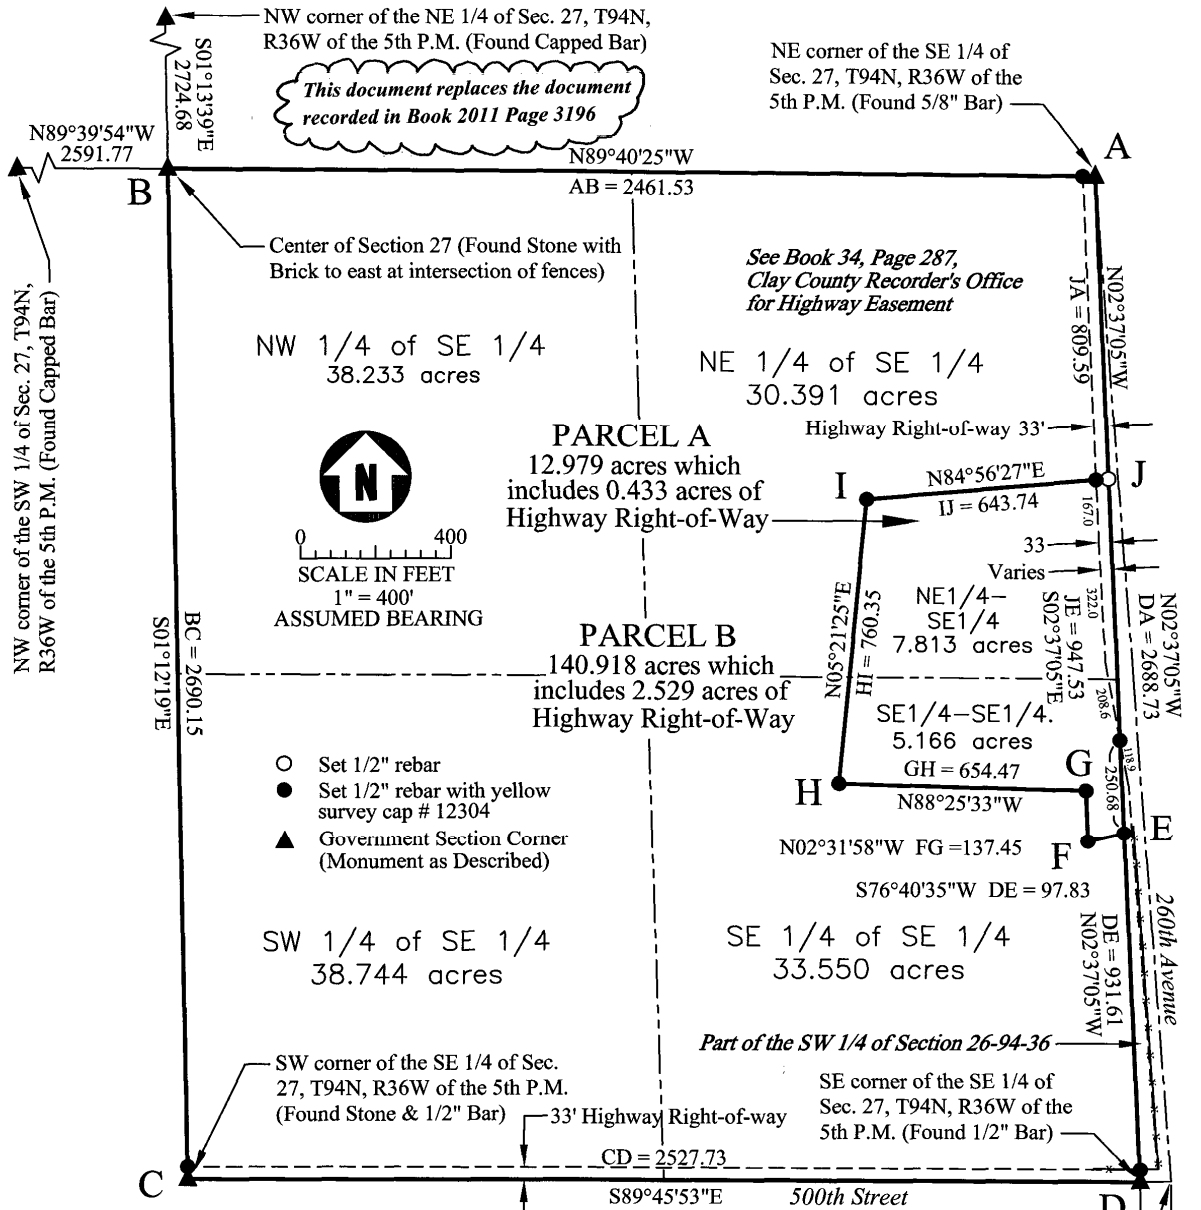 NW corner of the NE 1/4 of Sec. 27, T94N,
R36W of the 5th P.M. (Found Capped Bar)
S01°13'39"E
2724.68
This document replaces the document
recorded in Book 2011 Page 3196
NE corner of the SE 1/4 of
Sec. 27, T94N, R36W of the
5th P.M. (Found 5/8" Bar)
N89°39'54"W
2591.77
N89°40'25"W
AB = 2461.53
A
B
Center of Section 27 (Found Stone with
Brick to east at intersection of fences)
See Book 34, Page 287,
Clay County Recorder's Office
for Highway Easement
N02°37'05"W
JA = 809.59
NW corner of the SW 1/4 of Sec. 27, T94N,
R36W of the 5th P.M. (Found Capped Bar)
NW 1/4 of SE 1/4
38.233 acres
NE 1/4 of SE 1/4
30.391 acres
Highway Right-of-way 33'
PARCEL A
12.979 acres which
includes 0.433 acres of
Highway Right-of-Way
N
0 400
SCALE IN FEET
1" = 400'
ASSUMED BEARING
I
N84°56'27"E
IJ = 643.74
J
167.0
33
Varies
322.0
NE1/4-
SE1/4
7.813 acres
N05°21'25"E
HI = 760.35
JE = 947.53
S02°37'05"E
N02°37'05"W
DA = 2688.73
BC = 2690.15
S01°12'19"E
PARCEL B
140.918 acres which
includes 2.529 acres of
Highway Right-of-Way
208.6
SE1/4-SE1/4.
5.166 acres
GH = 654.47
N88°25'33"W
G
H
118.9
250.68
E
F
N02°31'58"W FG =137.45
S76°40'35"W DE = 97.83
Set 1/2" rebar
Set 1/2" rebar with yellow
survey cap # 12304
Government Section Corner
(Monument as Described)
SW 1/4 of SE 1/4
38.744 acres
SE 1/4 of SE 1/4
33.550 acres
DE = 931.61
N02°37'05"W
260th Avenue
Part of the SW 1/4 of Section 26-94-36
SW corner of the SE 1/4 of Sec.
27, T94N, R36W of the 5th P.M.
(Found Stone & 1/2" Bar)
SE corner of the SE 1/4 of
Sec. 27, T94N, R36W of the
5th P.M. (Found 1/2" Bar)
33' Highway Right-of-way
CD = 2527.73
S89°45'53"E
500th Street
C
D